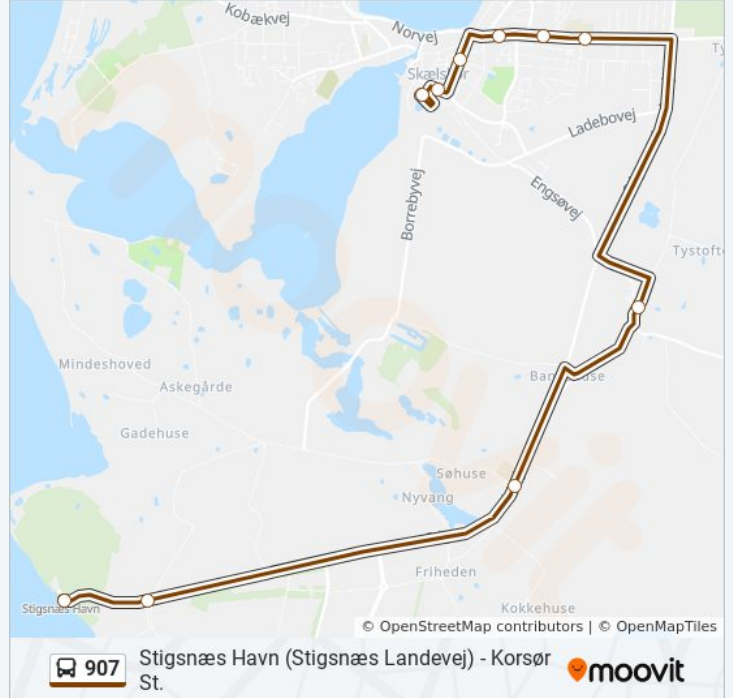 Kobækvej
Norvej
Ty
Skælskør
Ladebovej
Engsøvej
Borrebyvej
Tystofte
Mindeshoved
Askegårde
Gadehuse
Søhuse
Nyvang
Friheden
Kokkehuse
Stigsnæs Havn
© OpenStreetMap contributors | © OpenMapTiles
907
Stigsnæs Havn (Stigsnæs Landevej) - Korsør
St.
moovit